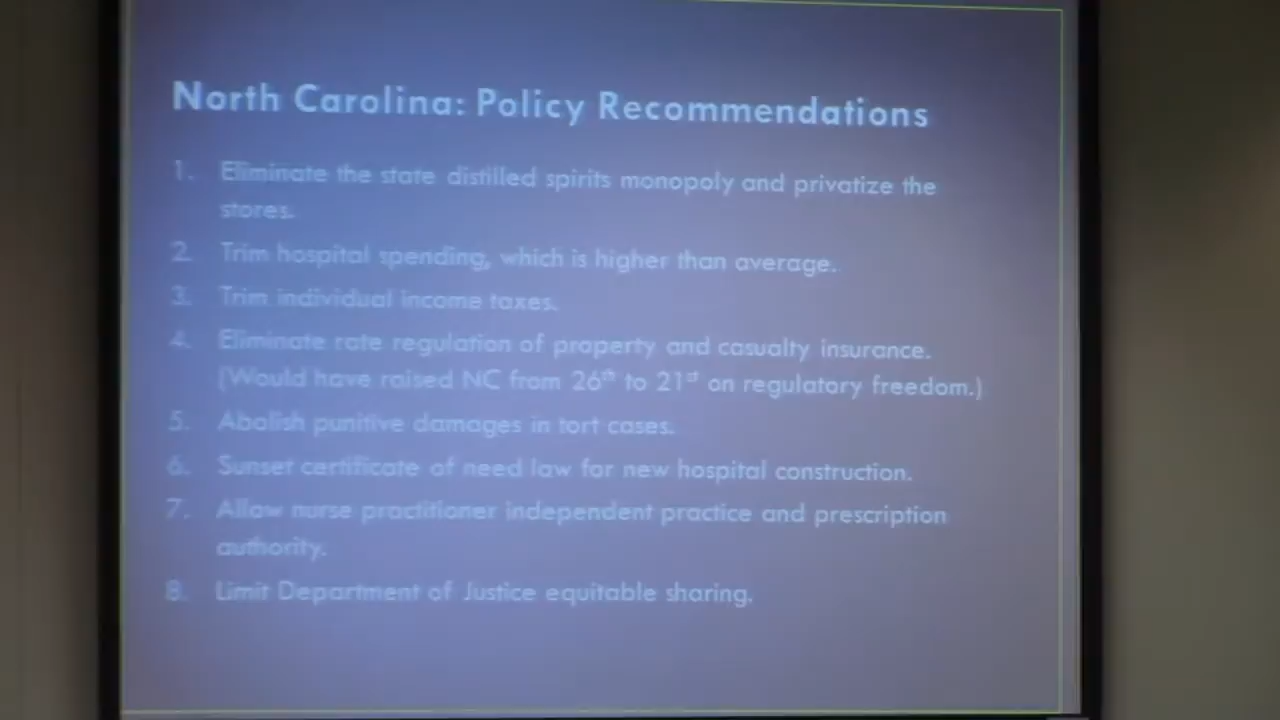 North Carolina: Policy Recommendations
1. Eliminate the state distilled spirits monopoly and privatize the
stores.
2. Trim hospital spending, which is higher than average.
3. Trim individual income taxes.
4. Eliminate rate regulation of property and casualty insurance.
(Would have raised NC from 26th to 21st on regulatory freedom.)
5. Abolish punitive damages in tort cases.
6. Sunset certificate of need law for new hospital construction.
7. Allow nurse practitioner independent practice and prescription
authority.
8. Limit Department of Justice equitable sharing.